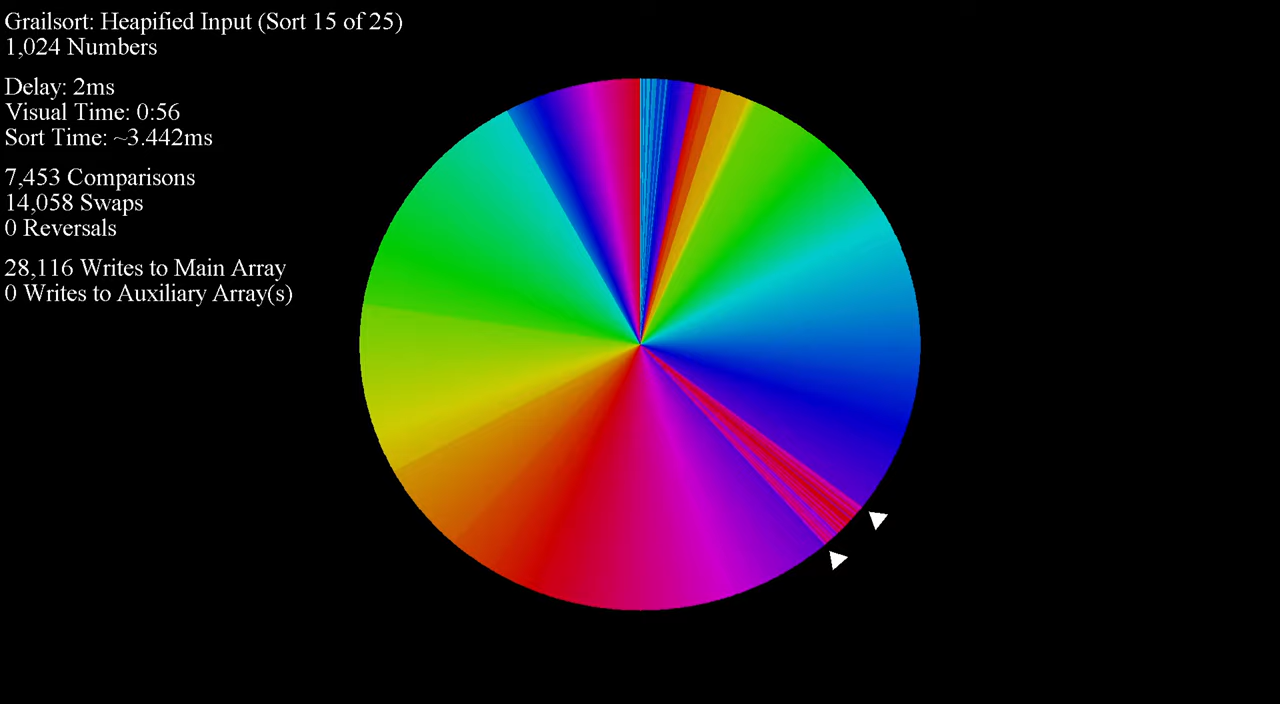 Grailsort: Heapified Input (Sort 15 of 25)
1,024 Numbers
Delay: 2ms
Visual Time: 0:56
Sort Time: ~3.442ms
7,453 Comparisons
14,058 Swaps
0 Reversals
28,116 Writes to Main Array
0 Writes to Auxiliary Array(s)